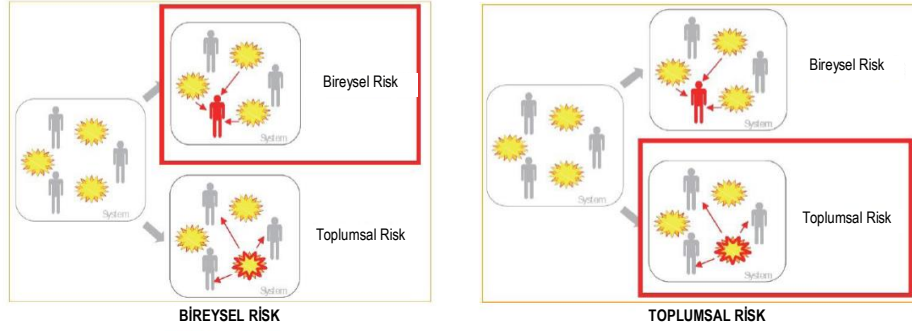 System
Bireysel Risk
System
System
Toplumsal Risk
BİREYSEL RİSK
System
Bireysel Risk
System
System
Toplumsal Risk
TOPLUMSAL RİSK